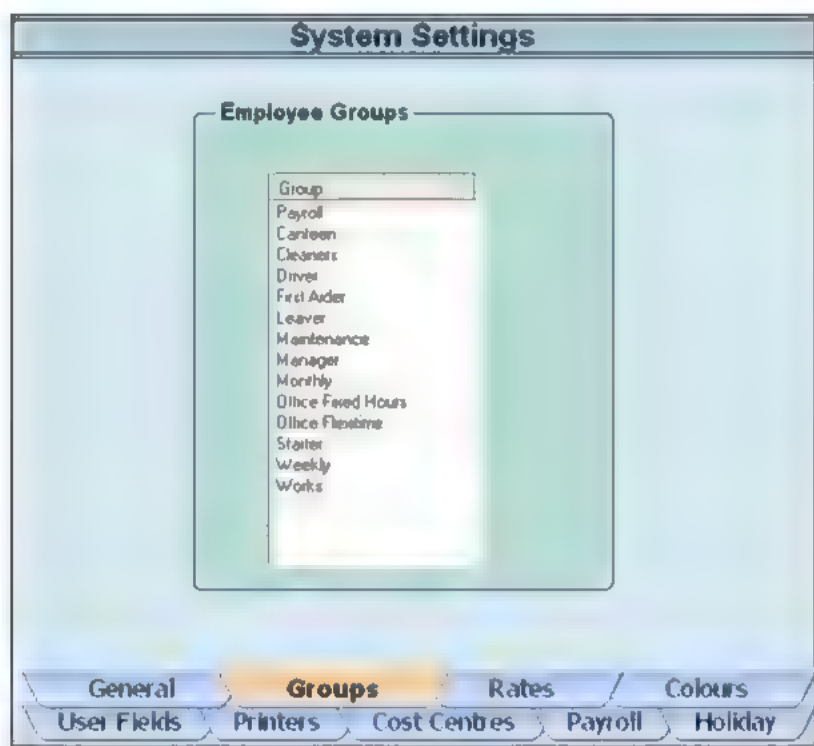 System Settings
Employee Groups
Group
Payroll
Canteen
Cleaners
Driver
First Aider
Leaver
Maintenance
Manager
Monthly
Office Fixed Hours
Office Flexitime
Starter
Weekly
Works
General Groups Rates Colours
User Fields Printers Cost Centres Payroll Holiday